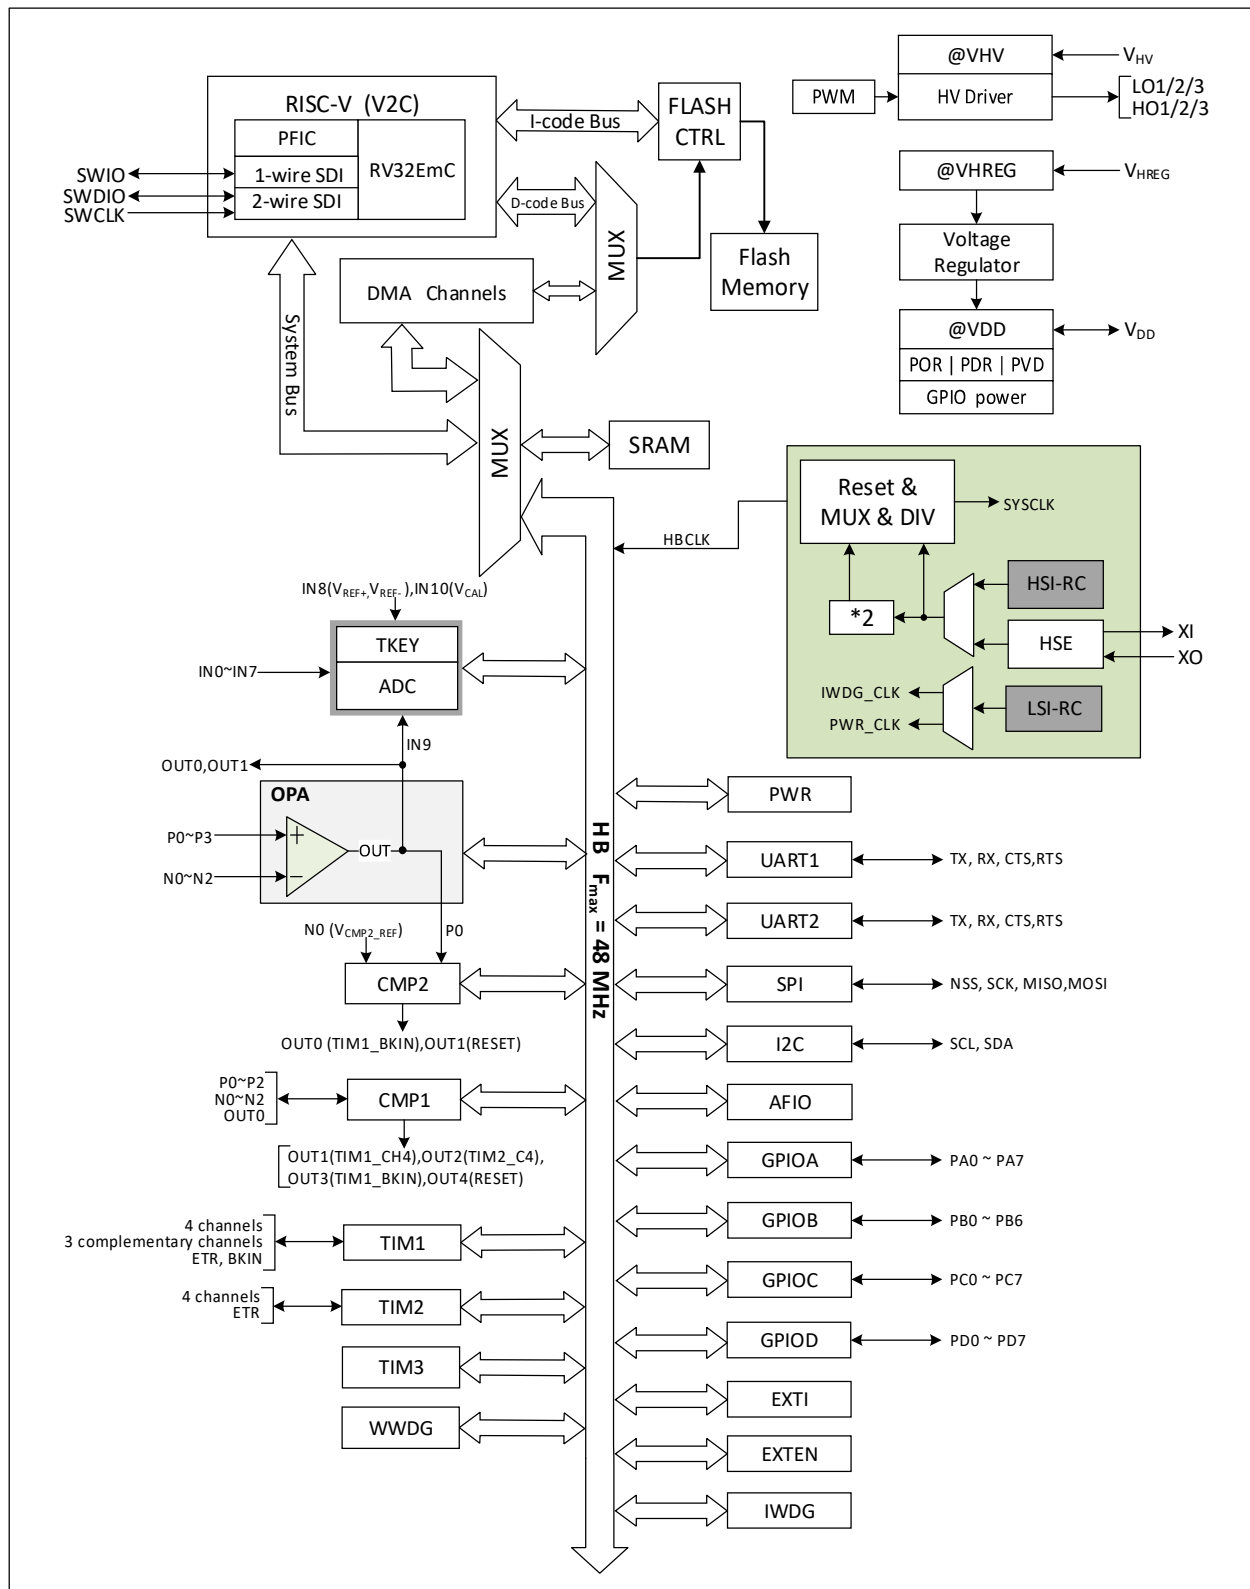 RISC-V (V2C)
PFIC
1-wire SDI
2-wire SDI
RV32EmC
SWIO
SWDIO
SWCLK
I-code Bus
D-code Bus
FLASH
CTRL
MUX
Flash
Memory
DMA Channels
System Bus
MUX
SRAM
@VHV
VHV
PWM
HV Driver
LO1/2/3
HO1/2/3
@VHREG
VHREG
Voltage
Regulator
@VDD
VDD
POR | PDR | PVD
GPIO power
Reset &
MUX & DIV
SYSCLK
HBCLK
*2
HSI-RC
HSE
XI
XO
IWDG_CLK
PWR_CLK
LSI-RC
IN8(VREF+,VREF-),IN10(VCAL)
TKEY
ADC
IN0~IN7
IN9
OUT0,OUT1
OPA
P0~P3
+
OUT
N0~N2
−
N0 (VCMP2_REF)
P0
CMP2
OUT0 (TIM1_BKIN),OUT1(RESET)
P0~P2
N0~N2
OUT0
CMP1
OUT1(TIM1_CH4),OUT2(TIM2_C4),
OUT3(TIM1_BKIN),OUT4(RESET)
4 channels
3 complementary channels
ETR, BKIN
TIM1
4 channels
ETR
TIM2
TIM3
WWDG
HB Fmax = 48 MHz
PWR
UART1
TX, RX, CTS,RTS
UART2
TX, RX, CTS,RTS
SPI
NSS, SCK, MISO,MOSI
I2C
SCL, SDA
AFIO
GPIOA
PA0 ~ PA7
GPIOB
PB0 ~ PB6
GPIOC
PC0 ~ PC7
GPIOD
PD0 ~ PD7
EXTI
EXTEN
IWDG